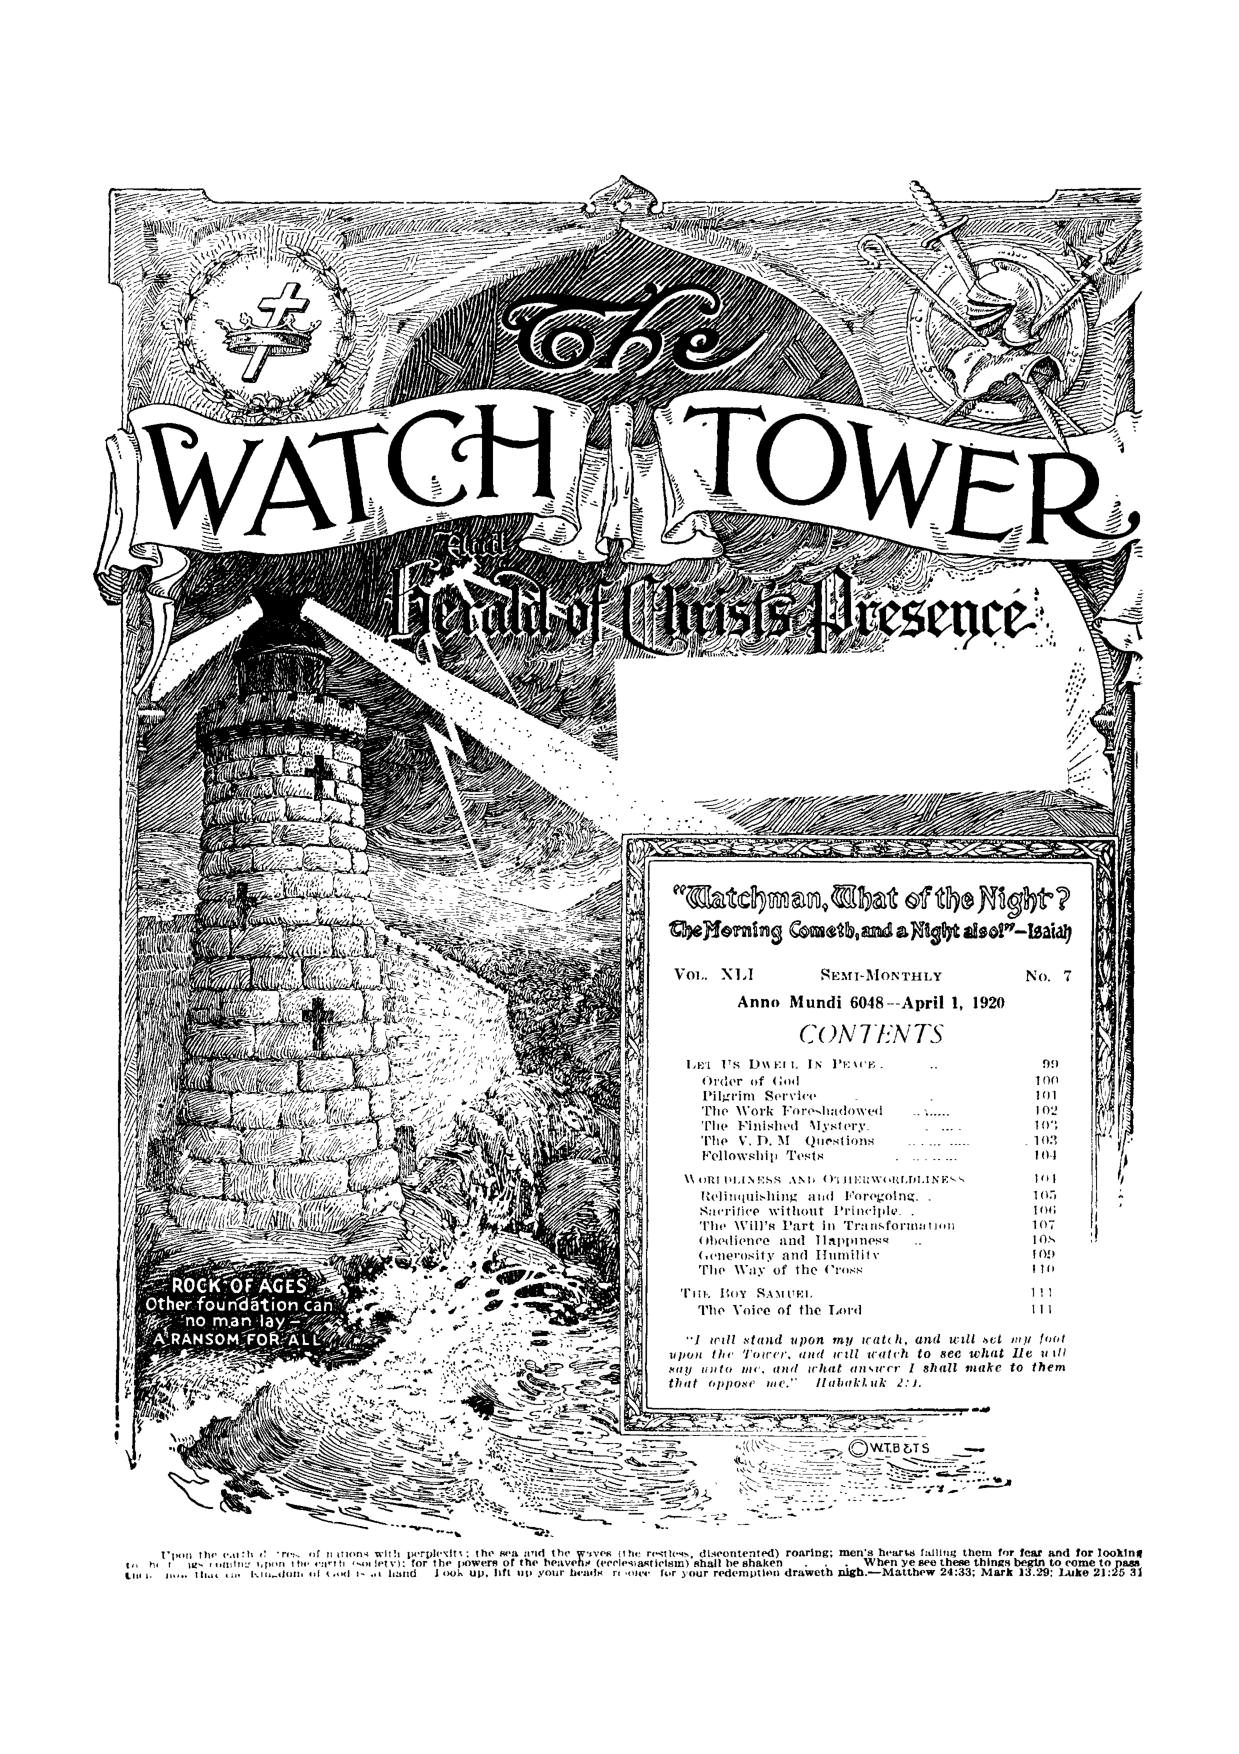 The
WATCH TOWER
And
Herald of Christ's Presence
"Watchman, What of the Night?
The Morning Cometh, and a Night also!"—Isaiah
VOL. XLI SEMI-MONTHLY No. 7
Anno Mundi 6048--April 1, 1920
CONTENTS
LET US DWELL IN PEACE. 99
Order of God 100
Pilgrim Service 101
The Work Foreshadowed 102
The Finished Mystery. 103
The V. D. M Questions 103
Fellowship Tests 104
WORLDLINESS AND OTHERWORLDLINESS 104
Relinquishing and Foregoing. 105
Sacrifice without Principle. 106
The Will's Part in Transformation 107
Obedience and Happiness 108
Generosity and Humility 109
The Way of the Cross 110
THE BOY SAMUEL 111
The Voice of the Lord 111
"I will stand upon my watch, and will set my foot
upon the Tower, and will watch to see what He will
say unto me, and what answer I shall make to them
that oppose me." Habakkuk 2:1.
ROCK OF AGES
Other foundation can
no man lay —
A RANSOM FOR ALL
©W.T.B & T.S
Upon the earth of nations with perplexity; the sea and the waves (the restless, discontented) roaring; men's hearts failing them for fear and for looking
coming upon the earth (society); for the powers of the heavens (ecclesiasticism) shall be shaken . . . When ye see these things begin to come to pass
that the Kingdom of God is at hand Look up, lift up your heads rejoice for your redemption draweth nigh.—Matthew 24:33; Mark 13.29; Luke 21:25 31